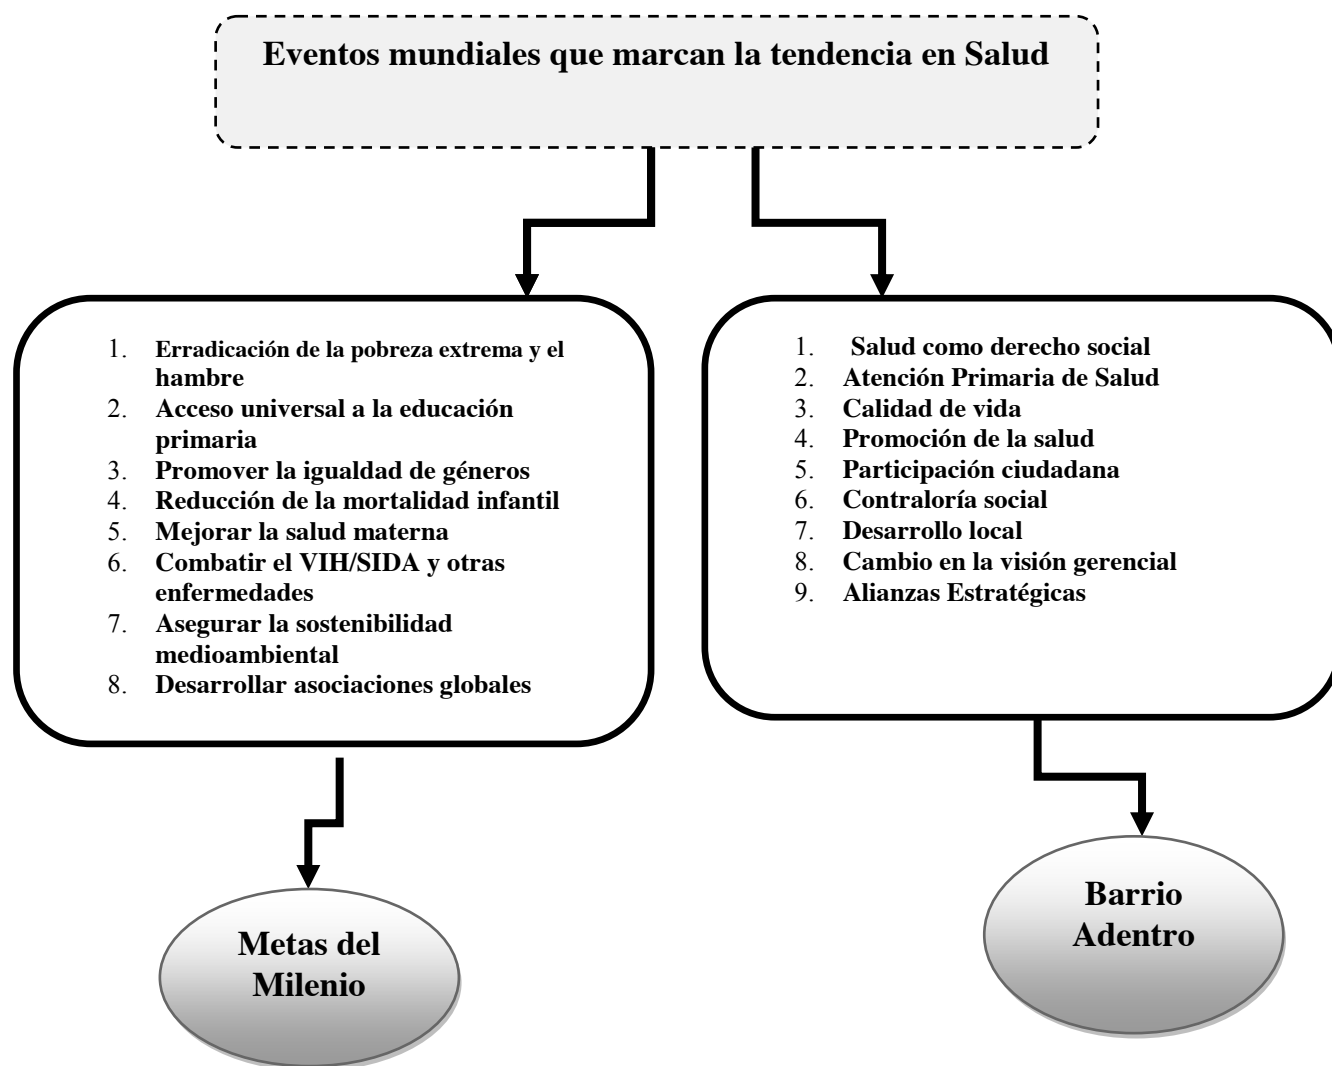 Eventos mundiales que marcan la tendencia en Salud
1. Erradicación de la pobreza extrema y el
hambre
2. Acceso universal a la educación
primaria
3. Promover la igualdad de géneros
4. Reducción de la mortalidad infantil
5. Mejorar la salud materna
6. Combatir el VIH/SIDA y otras
enfermedades
7. Asegurar la sostenibilidad
medioambiental
8. Desarrollar asociaciones globales
1. Salud como derecho social
2. Atención Primaria de Salud
3. Calidad de vida
4. Promoción de la salud
5. Participación ciudadana
6. Contraloría social
7. Desarrollo local
8. Cambio en la visión gerencial
9. Alianzas Estratégicas
Metas del
Milenio
Barrio
Adentro